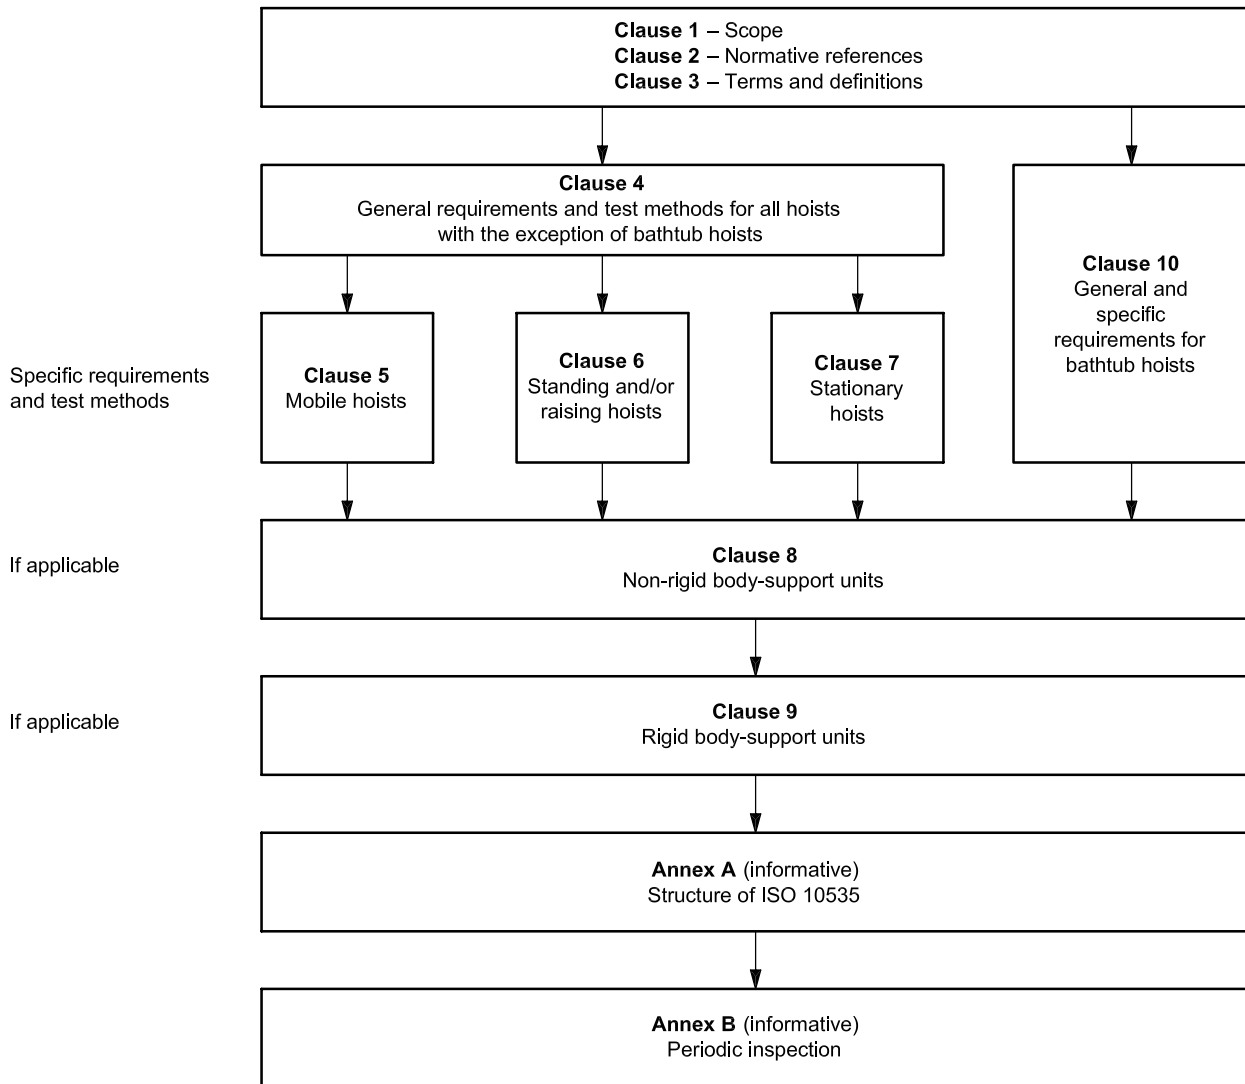 Clause 1 – Scope
Clause 2 – Normative references
Clause 3 – Terms and definitions
Clause 4
General requirements and test methods for all hoists
with the exception of bathtub hoists
Clause 10
General and
specific
requirements for
bathtub hoists
Specific requirements
and test methods
Clause 5
Mobile hoists
Clause 6
Standing and/or
raising hoists
Clause 7
Stationary
hoists
If applicable
Clause 8
Non-rigid body-support units
If applicable
Clause 9
Rigid body-support units
Annex A (informative)
Structure of ISO 10535
Annex B (informative)
Periodic inspection